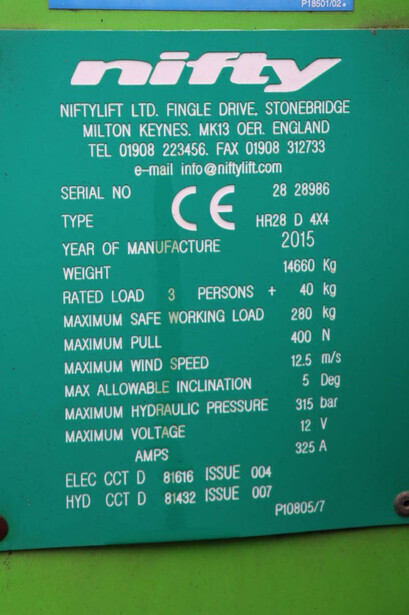 P18501/02
nifty
NIFTYLIFT LTD. FINGLE DRIVE, STONEBRIDGE
MILTON KEYNES. MK13 OER. ENGLAND
TEL 01908 223456. FAX 01908 312733
e-mail info@niftylift.com
SERIAL NO 28 28986
CE
TYPE HR28 D 4X4
YEAR OF MANUFACTURE 2015
WEIGHT 14660 Kg
RATED LOAD 3 PERSONS + 40 kg
MAXIMUM SAFE WORKING LOAD 280 kg
MAXIMUM PULL 400 N
MAXIMUM WIND SPEED 12.5 m/s
MAX ALLOWABLE INCLINATION 5 Deg
MAXIMUM HYDRAULIC PRESSURE 315 bar
MAXIMUM VOLTAGE 12 V
AMPS 325 A
ELEC CCT D 81616 ISSUE 004
HYD CCT D 81432 ISSUE 007
P10805/7